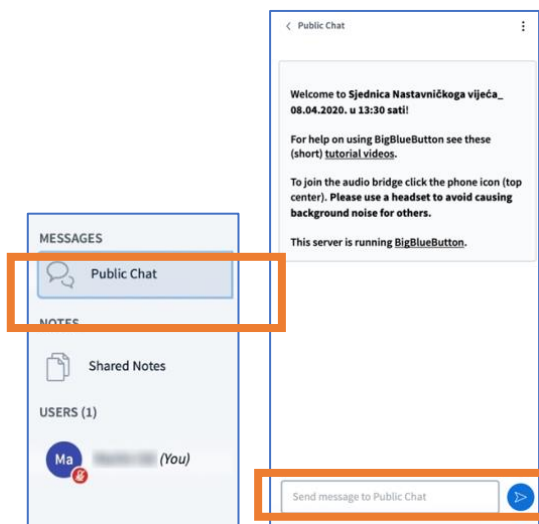 MESSAGES
Public Chat
NOTES
Shared Notes
USERS (1)
Ma
(You)
Public Chat
Welcome to Sjednica Nastavničkoga vijeća_
08.04.2020. u 13:30 sati!
For help on using BigBlueButton see these
(short) tutorial videos.
To join the audio bridge click the phone icon (top
center). Please use a headset to avoid causing
background noise for others.
This server is running BigBlueButton.
Send message to Public Chat